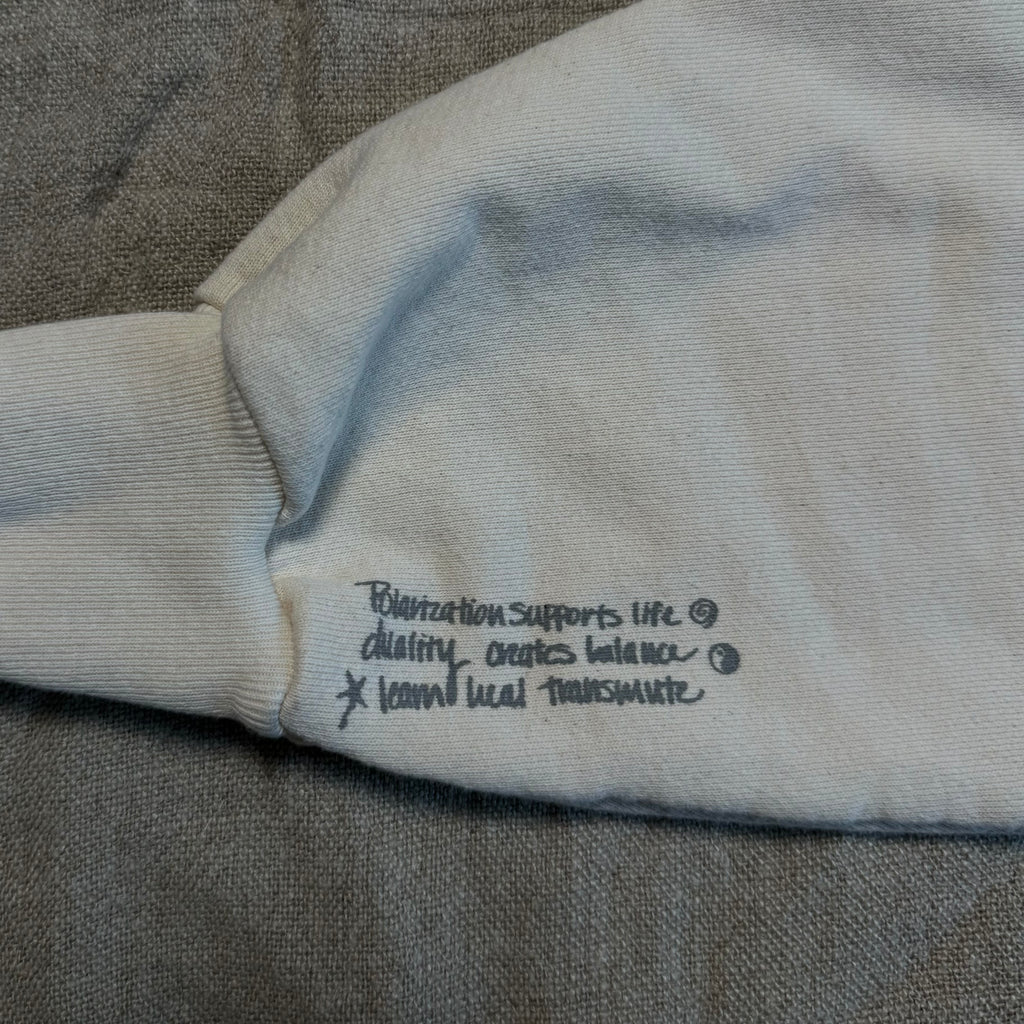 Polarization supports life
duality creates balance
learn heal transmute